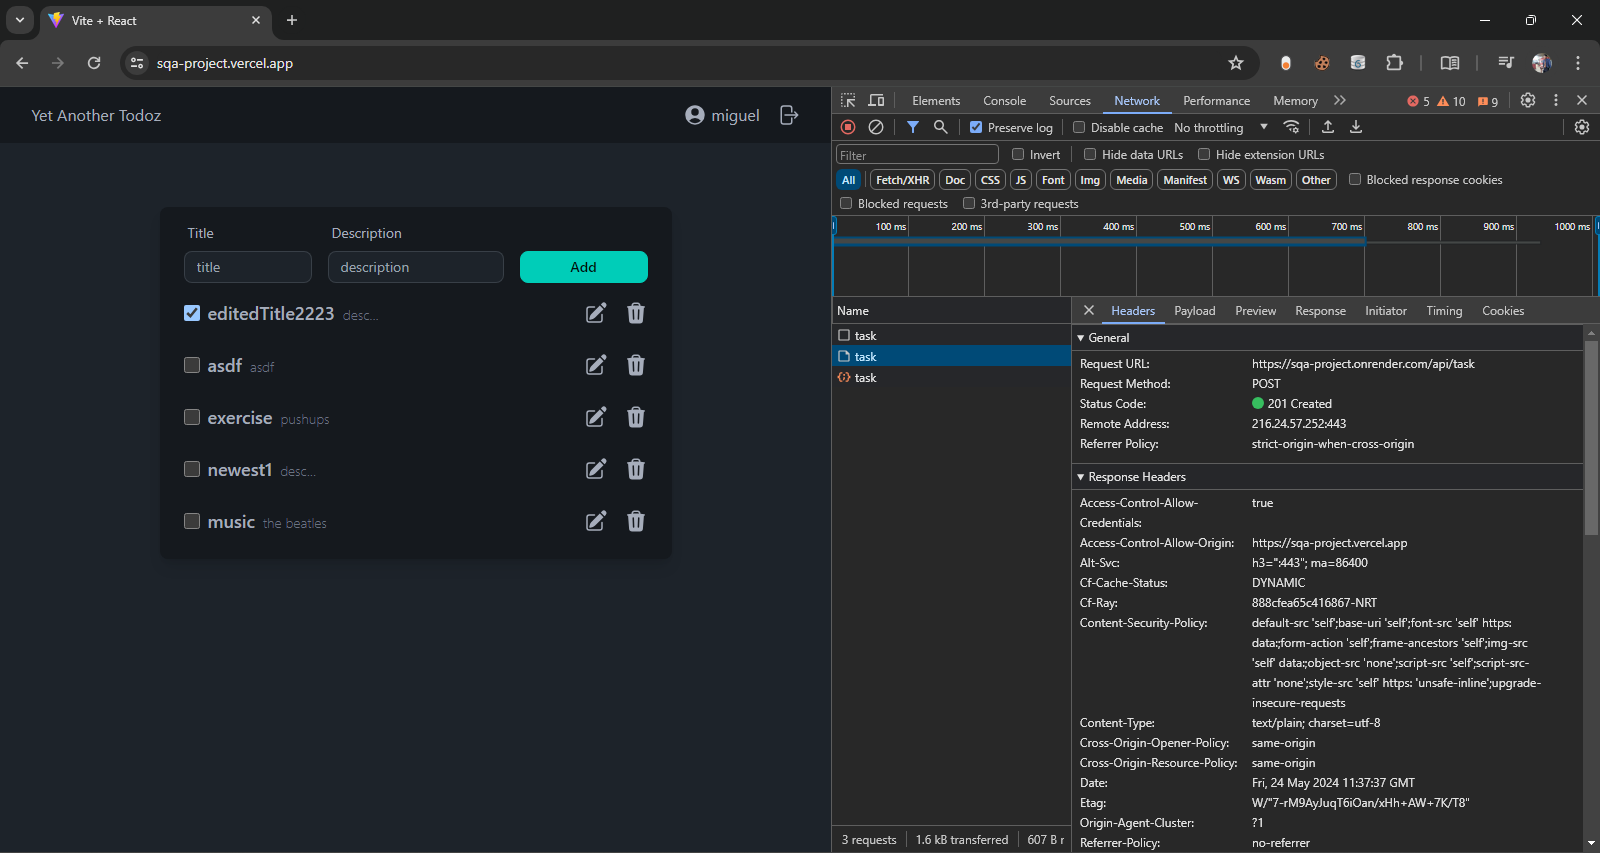 Vite + React
sqa-project.vercel.app
Yet Another Todoz
miguel
Title
Description
title
description
Add
editedTitle2223 desc...
asdf asdf
exercise pushups
newest1 desc...
music the beatles
Elements Console Sources Network Performance Memory 5 10 9
Preserve log Disable cache No throttling
Filter Invert Hide data URLs Hide extension URLs
All Fetch/XHR Doc CSS JS Font Img Media Manifest WS Wasm Other Blocked response cookies
Blocked requests 3rd-party requests
100 ms 200 ms 300 ms 400 ms 500 ms 600 ms 700 ms 800 ms 900 ms 1000 ms
Name
task
task
task
3 requests 1.6 kB transferred 607 B r
Headers Payload Preview Response Initiator Timing Cookies
General
Request URL: https://sqa-project.onrender.com/api/task
Request Method: POST
Status Code: 201 Created
Remote Address: 216.24.57.252:443
Referrer Policy: strict-origin-when-cross-origin
Response Headers
Access-Control-Allow- true
Credentials:
Access-Control-Allow-Origin: https://sqa-project.vercel.app
Alt-Svc: h3=":443"; ma=86400
Cf-Cache-Status: DYNAMIC
Cf-Ray: 888cfea65c416867-NRT
Content-Security-Policy: default-src 'self';base-uri 'self';font-src 'self' https:
data:;form-action 'self';frame-ancestors 'self';img-src
'self' data:;object-src 'none';script-src 'self';script-src-
attr 'none';style-src 'self' https: 'unsafe-inline';upgrade-
insecure-requests
Content-Type: text/plain; charset=utf-8
Cross-Origin-Opener-Policy: same-origin
Cross-Origin-Resource-Policy: same-origin
Date: Fri, 24 May 2024 11:37:37 GMT
Etag: W/"7-rM9AyJuqT6iOan/xHh+AW+7K/T8"
Origin-Agent-Cluster: ?1
Referrer-Policy: no-referrer